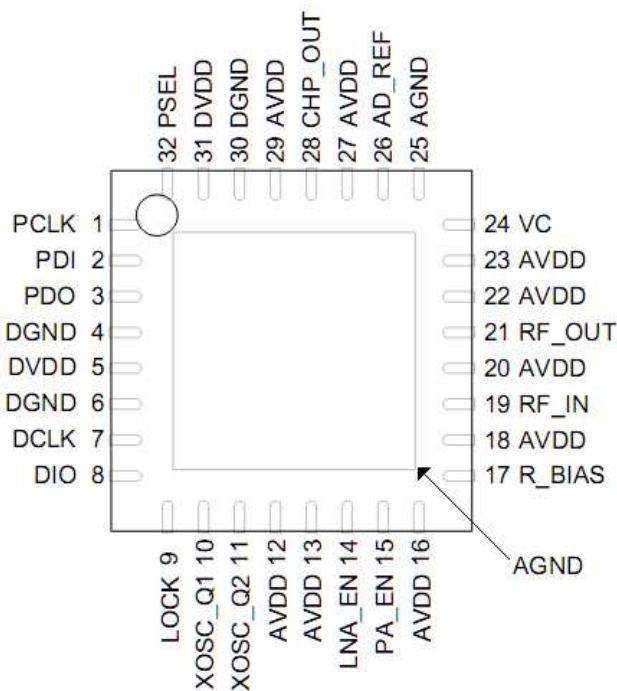 32 PSEL
31 DVDD
30 DGND
29 AVDD
28 CHP_OUT
27 AVDD
26 AD_REF
25 AGND
PCLK 1
PDI 2
PDO 3
DGND 4
DVDD 5
DGND 6
DCLK 7
DIO 8
24 VC
23 AVDD
22 AVDD
21 RF_OUT
20 AVDD
19 RF_IN
18 AVDD
17 R_BIAS
AGND
LOCK 9
XOSC_Q1 10
XOSC_Q2 11
AVDD 12
AVDD 13
LNA_EN 14
PA_EN 15
AVDD 16